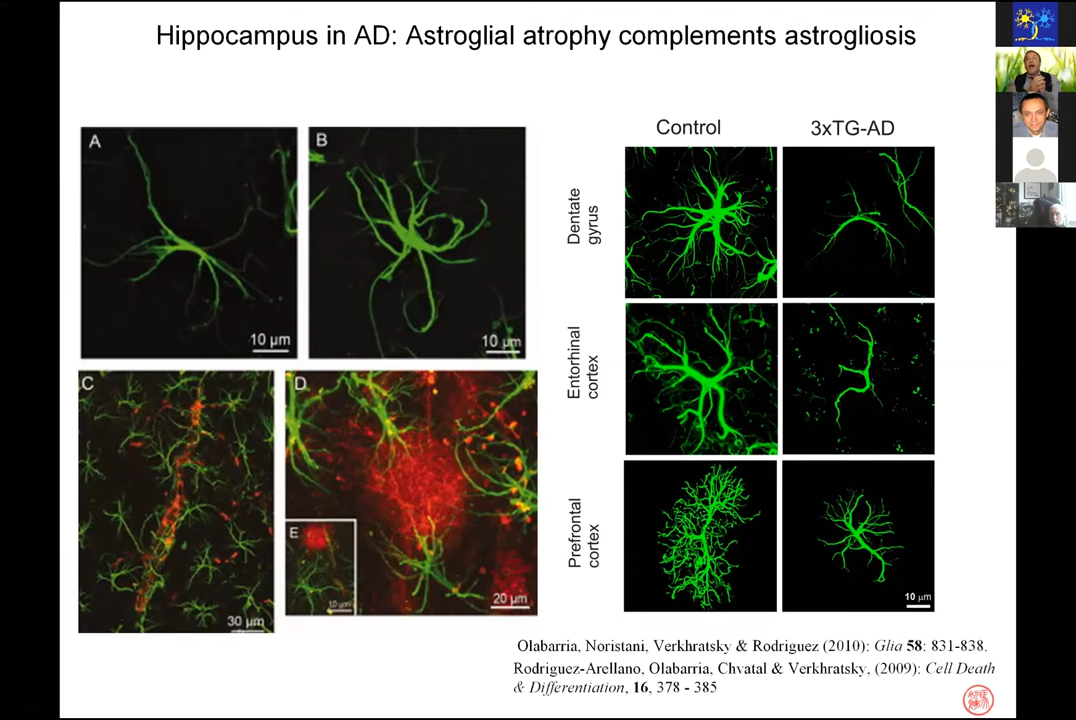 Hippocampus in AD: Astroglial atrophy complements astrogliosis
A
10 µm
B
10 µm
C
30 µm
D
20 µm
E
Control
3xTG-AD
Dentate
gyrus
Entorhinal
cortex
Prefrontal
cortex
10 µm
Olabarria, Noristani, Verkhratsky & Rodriguez (2010): Glia 58: 831-838.
Rodriguez-Arellano, Olabarria, Chvatal & Verkhratsky, (2009): Cell Death
& Differentiation, 16, 378 - 385